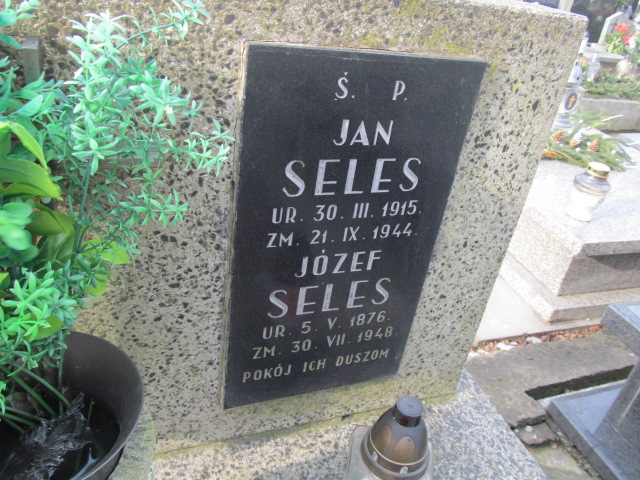 Ś. P.
JAN
SELES
UR. 30. III. 1915.
ZM. 21. IX. 1944.
JÓZEF
SELES
UR. 5. V. 1876.
ZM. 30. VII. 1948.
POKÓJ ICH DUSZOM